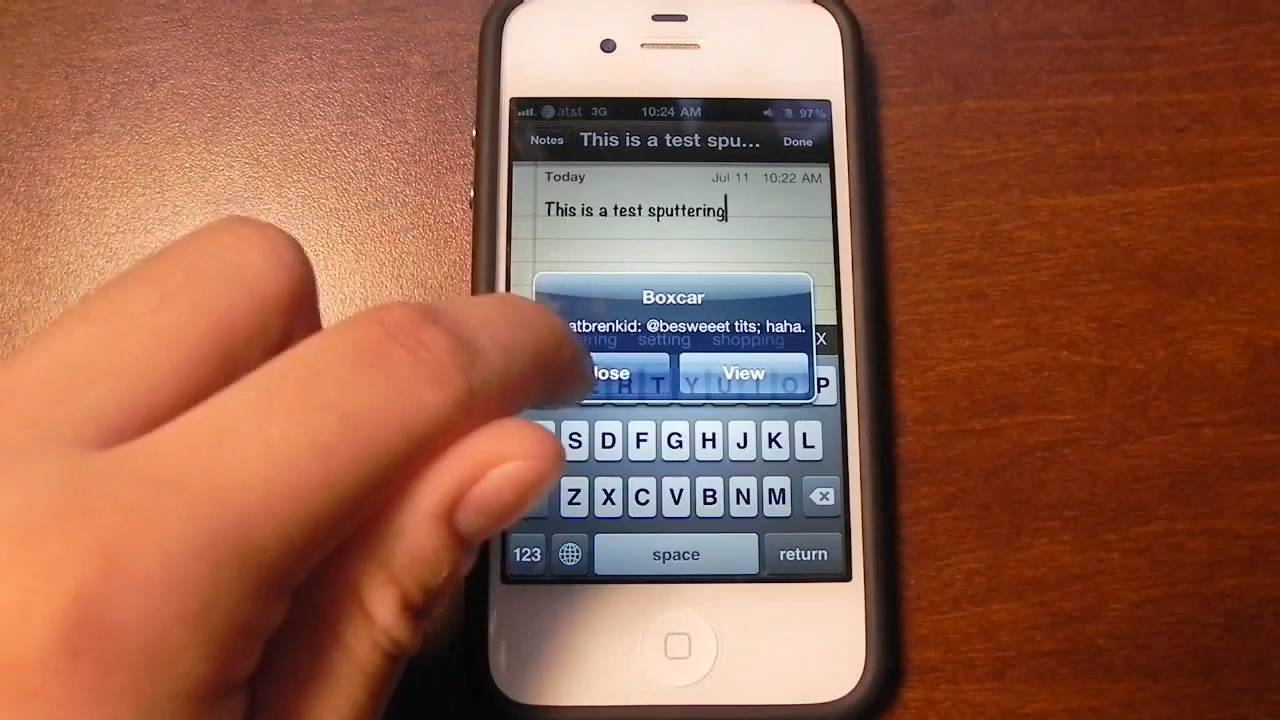 at&t 3G 10:24 AM 97%
Notes This is a test spu... Done
Today Jul 11 10:22 AM
This is a test sputtering
Boxcar
atbrenkid: @besweeet tits; haha.
setting shopping X
lose View
R T Y U I O P
S D F G H J K L
Z X C V B N M
123 space return